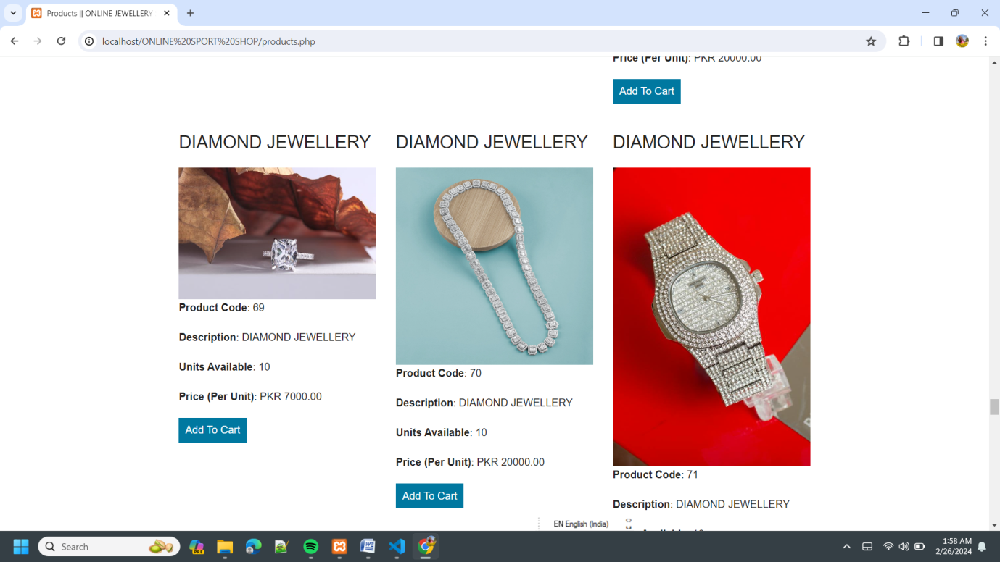 Products || ONLINE JEWELLERY
localhost/ONLINE%20SPORT%20SHOP/products.php
Price (Per Unit): PKR 20000.00
Add To Cart
DIAMOND JEWELLERY
Product Code: 69
Description: DIAMOND JEWELLERY
Units Available: 10
Price (Per Unit): PKR 7000.00
Add To Cart
DIAMOND JEWELLERY
Product Code: 70
Description: DIAMOND JEWELLERY
Units Available: 10
Price (Per Unit): PKR 20000.00
Add To Cart
DIAMOND JEWELLERY
Product Code: 71
Description: DIAMOND JEWELLERY
EN English (India)
Search
PRE
1:58 AM
2/26/2024